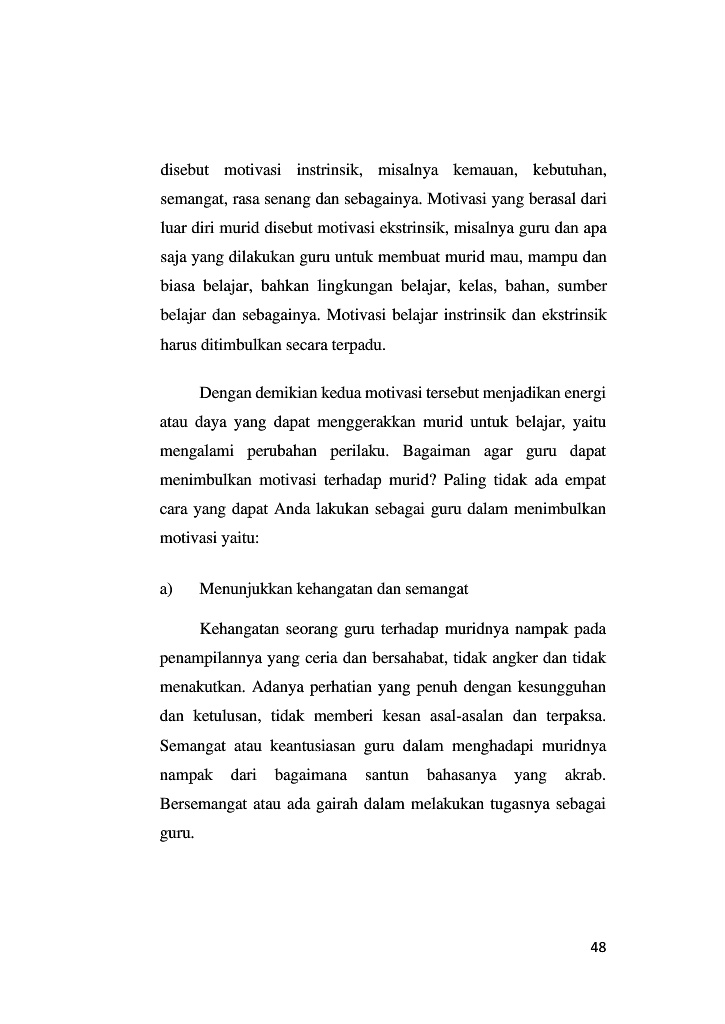 disebut motivasi instrinsik, misalnya kemauan, kebutuhan,
semangat, rasa senang dan sebagainya. Motivasi yang berasal dari
luar diri murid disebut motivasi ekstrinsik, misalnya guru dan apa
saja yang dilakukan guru untuk membuat murid mau, mampu dan
biasa belajar, bahkan lingkungan belajar, kelas, bahan, sumber
belajar dan sebagainya. Motivasi belajar instrinsik dan ekstrinsik
harus ditimbulkan secara terpadu.
Dengan demikian kedua motivasi tersebut menjadikan energi
atau daya yang dapat menggerakkan murid untuk belajar, yaitu
mengalami perubahan perilaku. Bagaiman agar guru dapat
menimbulkan motivasi terhadap murid? Paling tidak ada empat
cara yang dapat Anda lakukan sebagai guru dalam menimbulkan
motivasi yaitu:
a) Menunjukkan kehangatan dan semangat
Kehangatan seorang guru terhadap muridnya nampak pada
penampilannya yang ceria dan bersahabat, tidak angker dan tidak
menakutkan. Adanya perhatian yang penuh dengan kesungguhan
dan ketulusan, tidak memberi kesan asal-asalan dan terpaksa.
Semangat atau keantusiasan guru dalam menghadapi muridnya
nampak dari bagaimana santun bahasanya yang akrab.
Bersemangat atau ada gairah dalam melakukan tugasnya sebagai
guru.
48